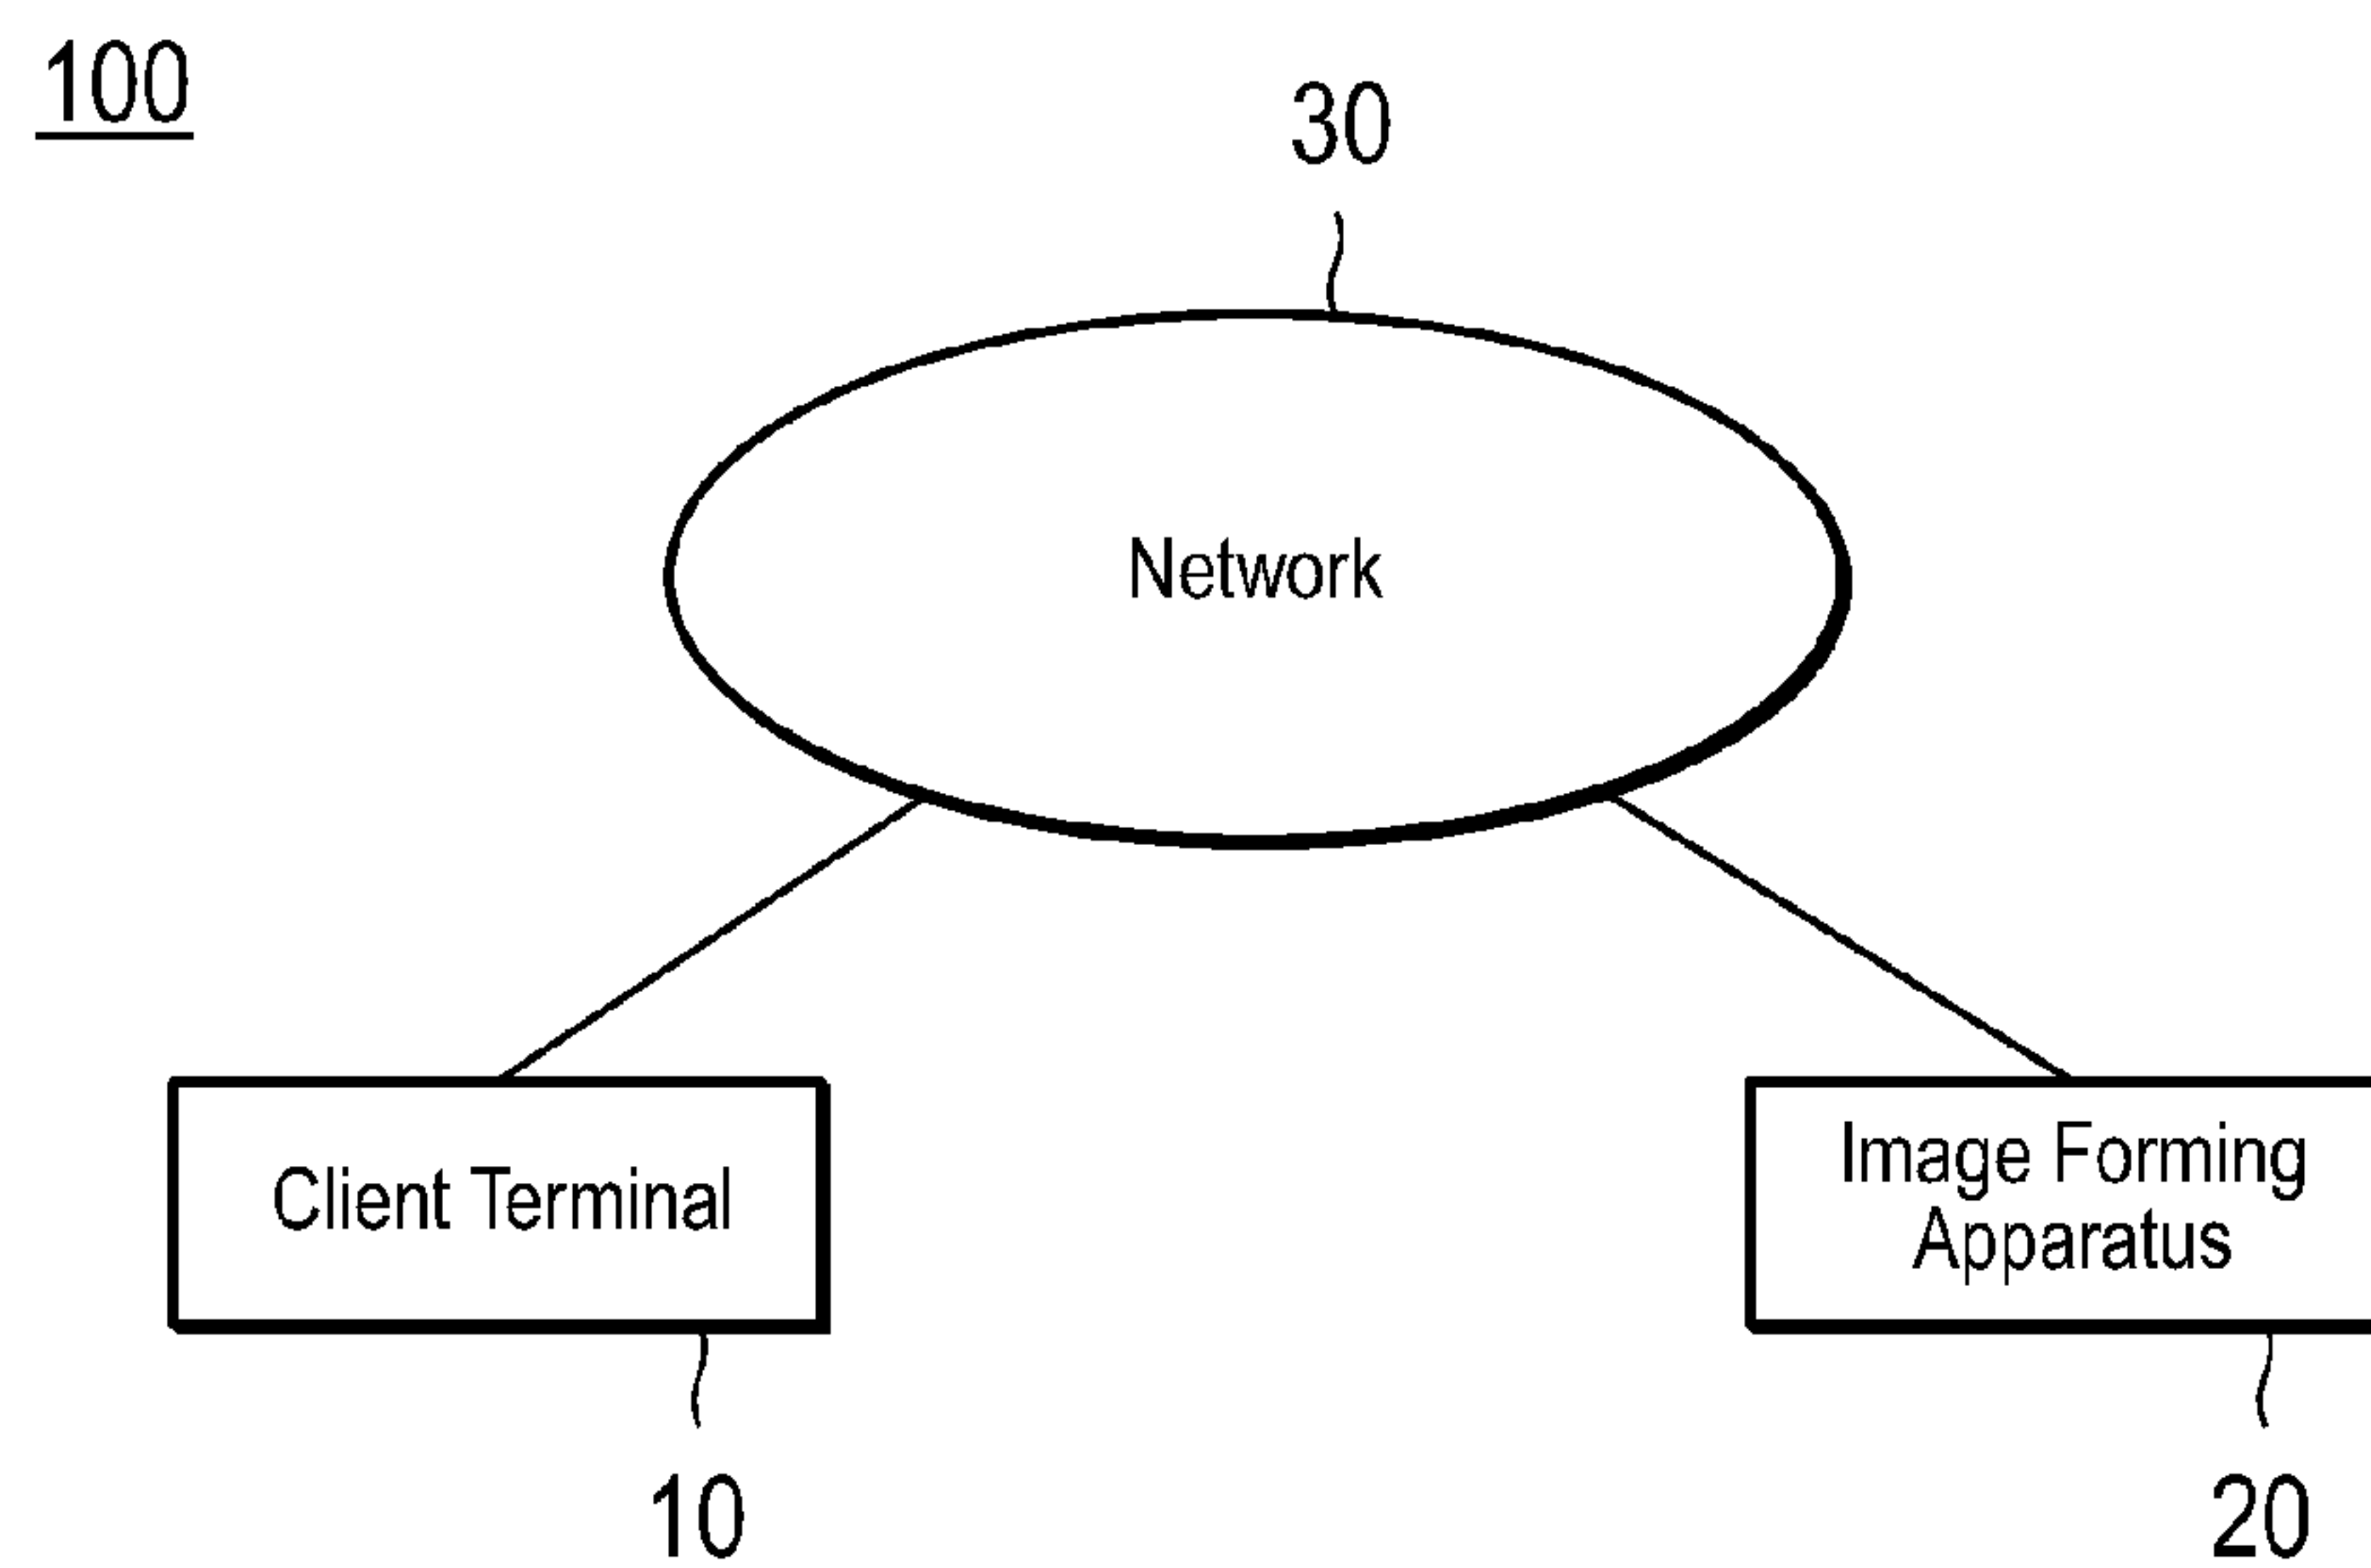 100
30
Network
Client Terminal
Image Forming
Apparatus
10
20